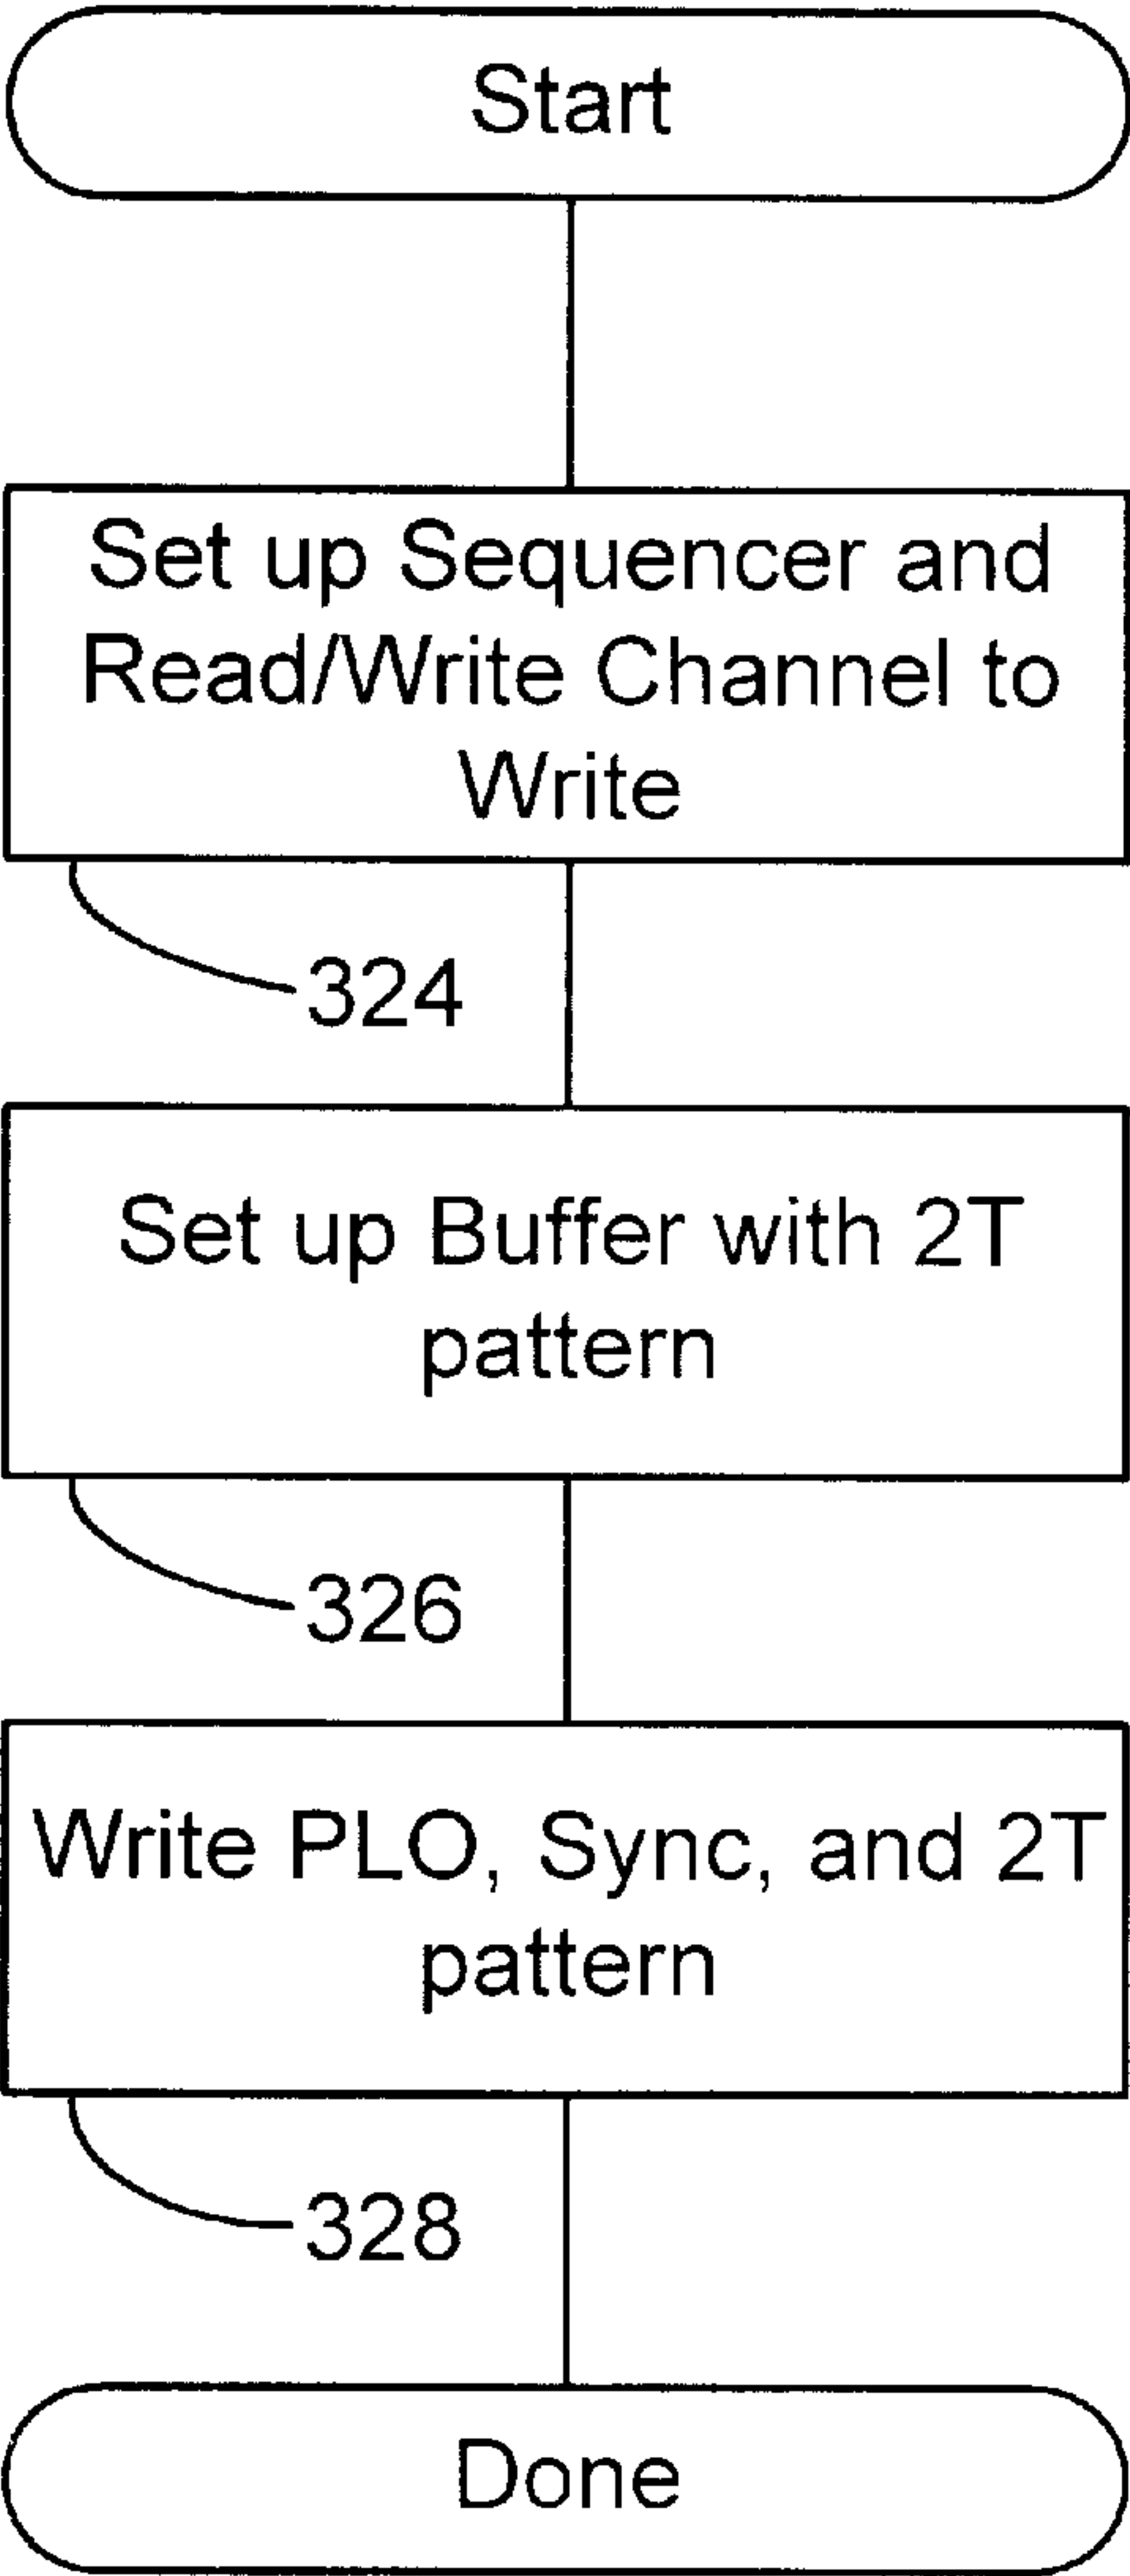 Start
Set up Sequencer and
Read/Write Channel to
Write
324
Set up Buffer with 2T
pattern
326
Write PLO, Sync, and 2T
pattern
328
Done